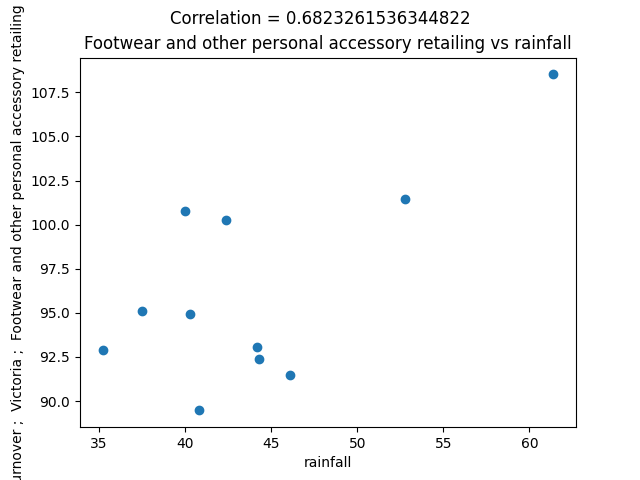 Correlation = 0.6823261536344822
Footwear and other personal accessory retailing vs rainfall
; Victoria ; Footwear and other personal accessory retailing
107.5
105.0
102.5
100.0
97.5
95.0
92.5
90.0
35 40 45 50 55 60
rainfall